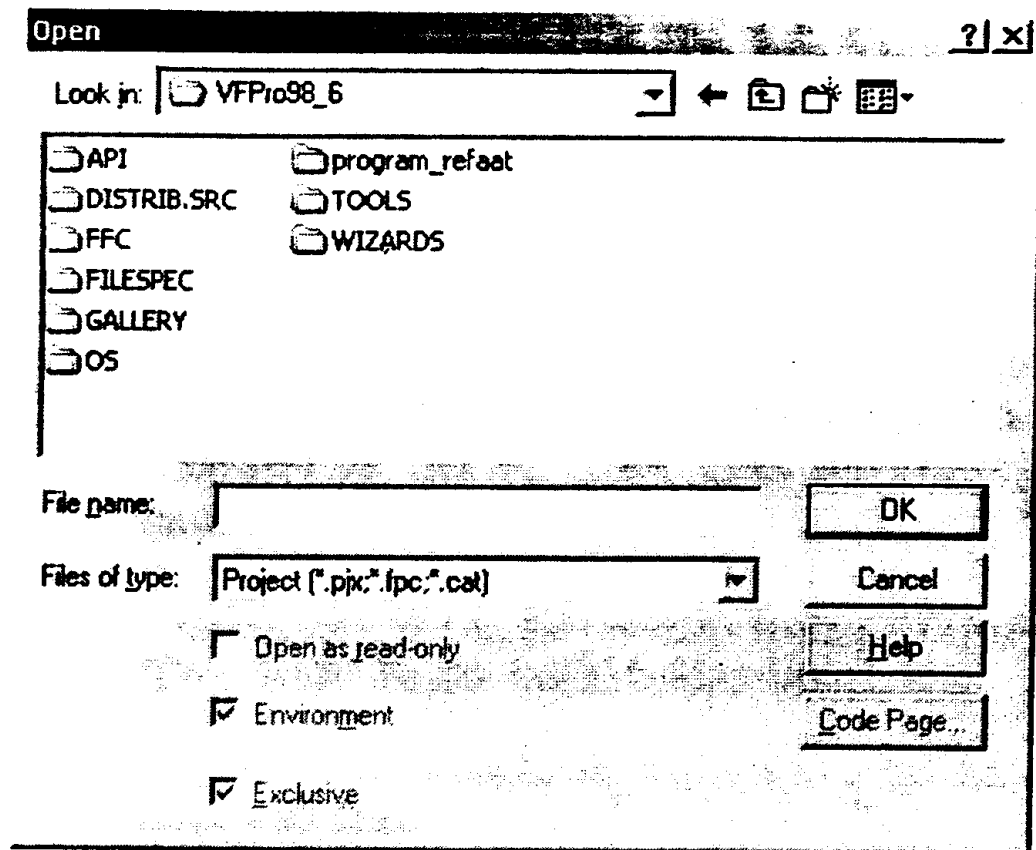 Open
Look in: VFPro98_6
API
DISTRIB.SRC
FFC
FILESPEC
GALLERY
OS
program_refaat
TOOLS
WIZARDS
File name: OK
Files of type: Project (*.pjx;*.fpc;*.cat) Cancel
Open as read-only Help
Environment Code Page...
Exclusive